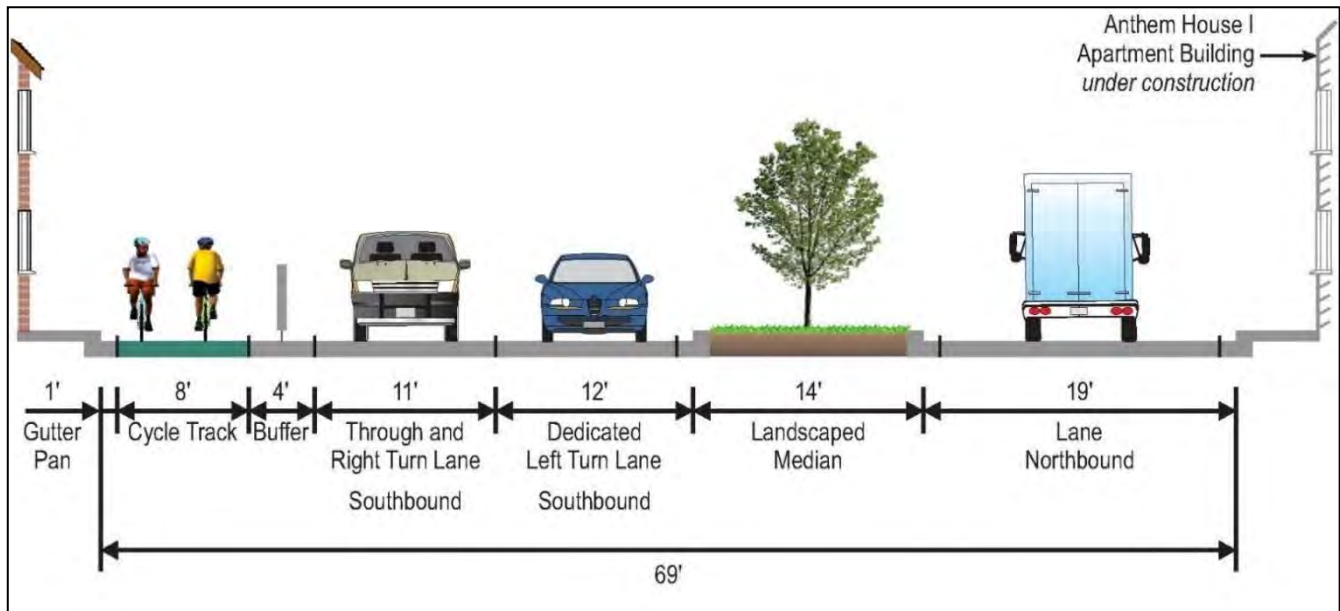 Anthem House I
Apartment Building
under construction
1'
8'
4'
11'
12'
14'
19'
Gutter
Pan
Cycle Track
Buffer
Through and
Right Turn Lane
Southbound
Dedicated
Left Turn Lane
Southbound
Landscaped
Median
Lane
Northbound
69'